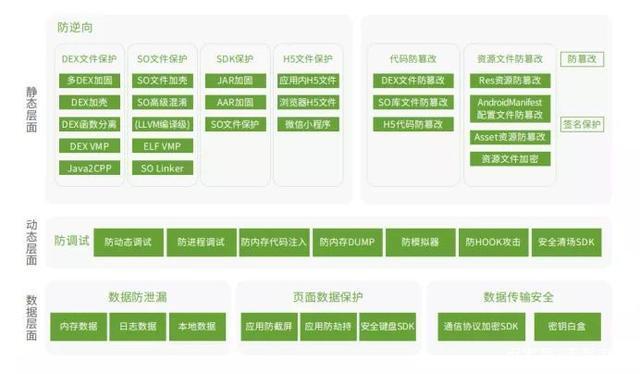 静态层面
防逆向
DEX文件保护
多DEX加固
DEX加壳
DEX函数分离
DEX VMP
Java2CPP
SO文件保护
SO文件加壳
SO高级混淆
(LLVM编译级)
ELF VMP
SO Linker
SDK保护
JAR加固
AAR加固
SO文件保护
H5文件保护
应用内H5文件
浏览器H5文件
微信小程序
代码防篡改
DEX文件防篡改
SO库文件防篡改
H5代码防篡改
资源文件防篡改
Res资源防篡改
AndroidManifest
配置文件防篡改
Asset资源防篡改
资源文件加密
防篡改
签名保护
动态层面
防调试
防动态调试
防进程调试
防内存代码注入
防内存DUMP
防模拟器
防HOOK攻击
安全清场SDK
数据层面
数据防泄漏
内存数据
日志数据
本地数据
页面数据保护
应用防截屏
应用防劫持
安全键盘SDK
数据传输安全
通信协议加密SDK
密钥白盒